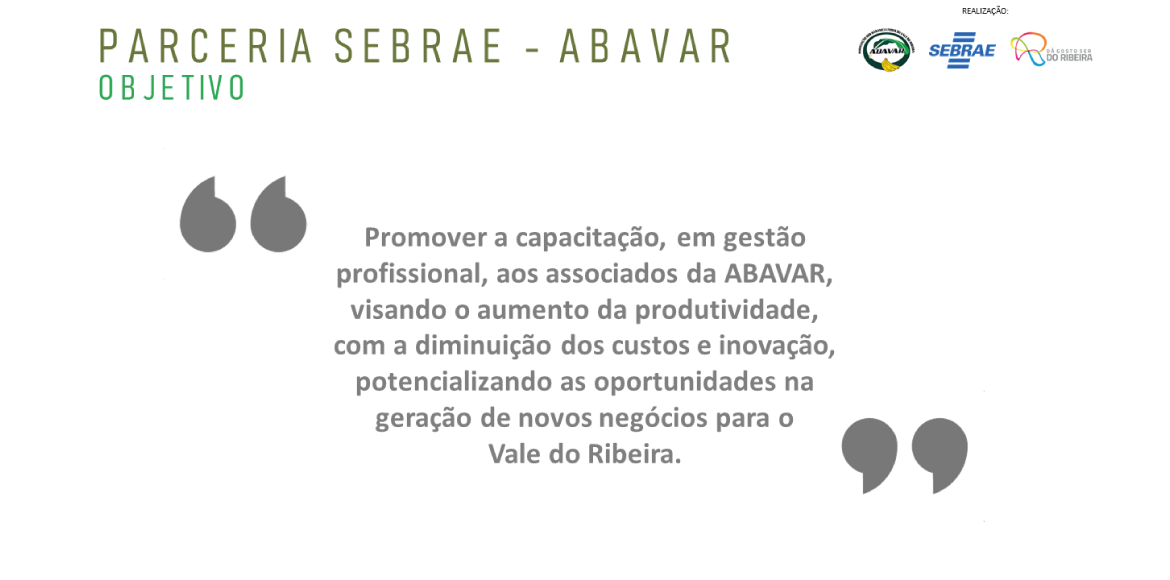 REALIZAÇÃO:
PARCERIA SEBRAE - ABAVAR
OBJETIVO
ABAVAR
SEBRAE
DÁ GOSTO SER
DO RIBEIRA
Promover a capacitação, em gestão
profissional, aos associados da ABAVAR,
visando o aumento da produtividade,
com a diminuição dos custos e inovação,
potencializando as oportunidades na
geração de novos negócios para o
Vale do Ribeira.